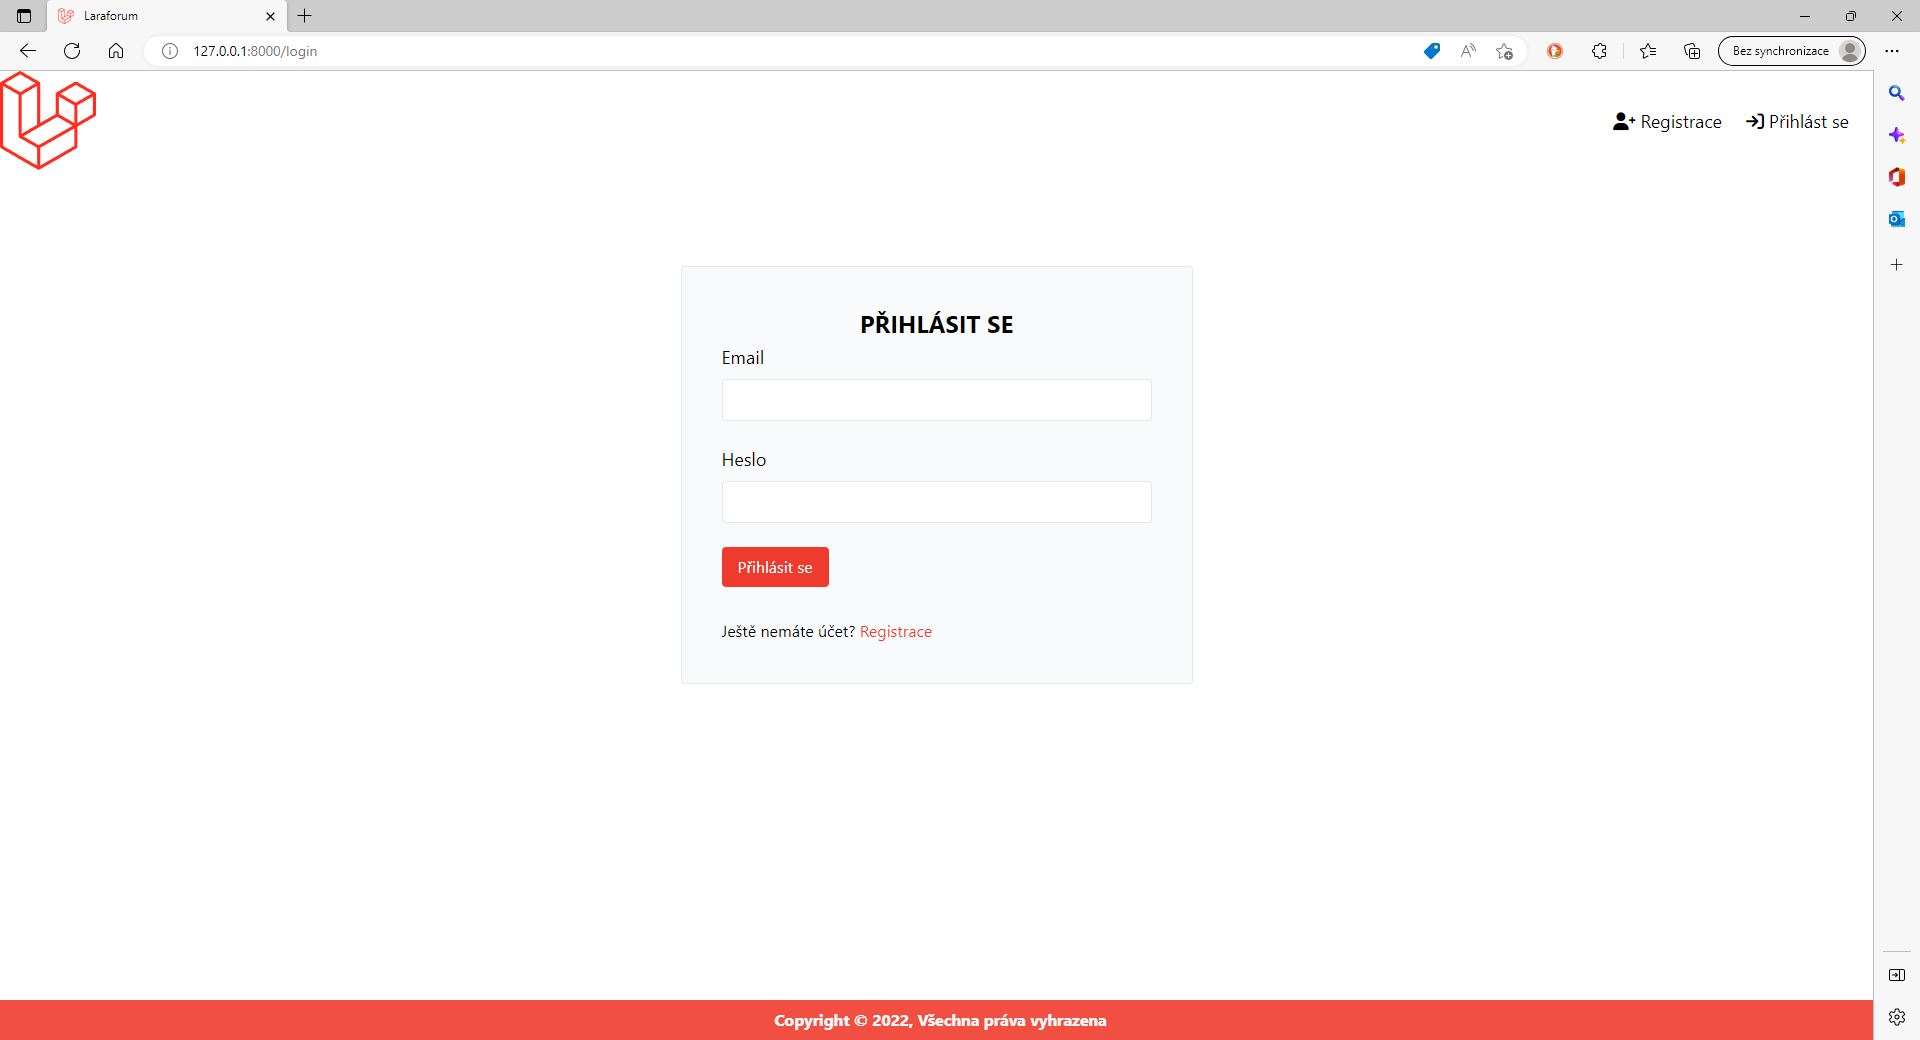 Laraforum
127.0.0.1:8000/login
Bez synchronizace
Registrace
Přihlást se
PŘIHLÁSIT SE
Email
Heslo
Přihlásit se
Ještě nemáte účet? Registrace
Copyright © 2022, Všechna práva vyhrazena